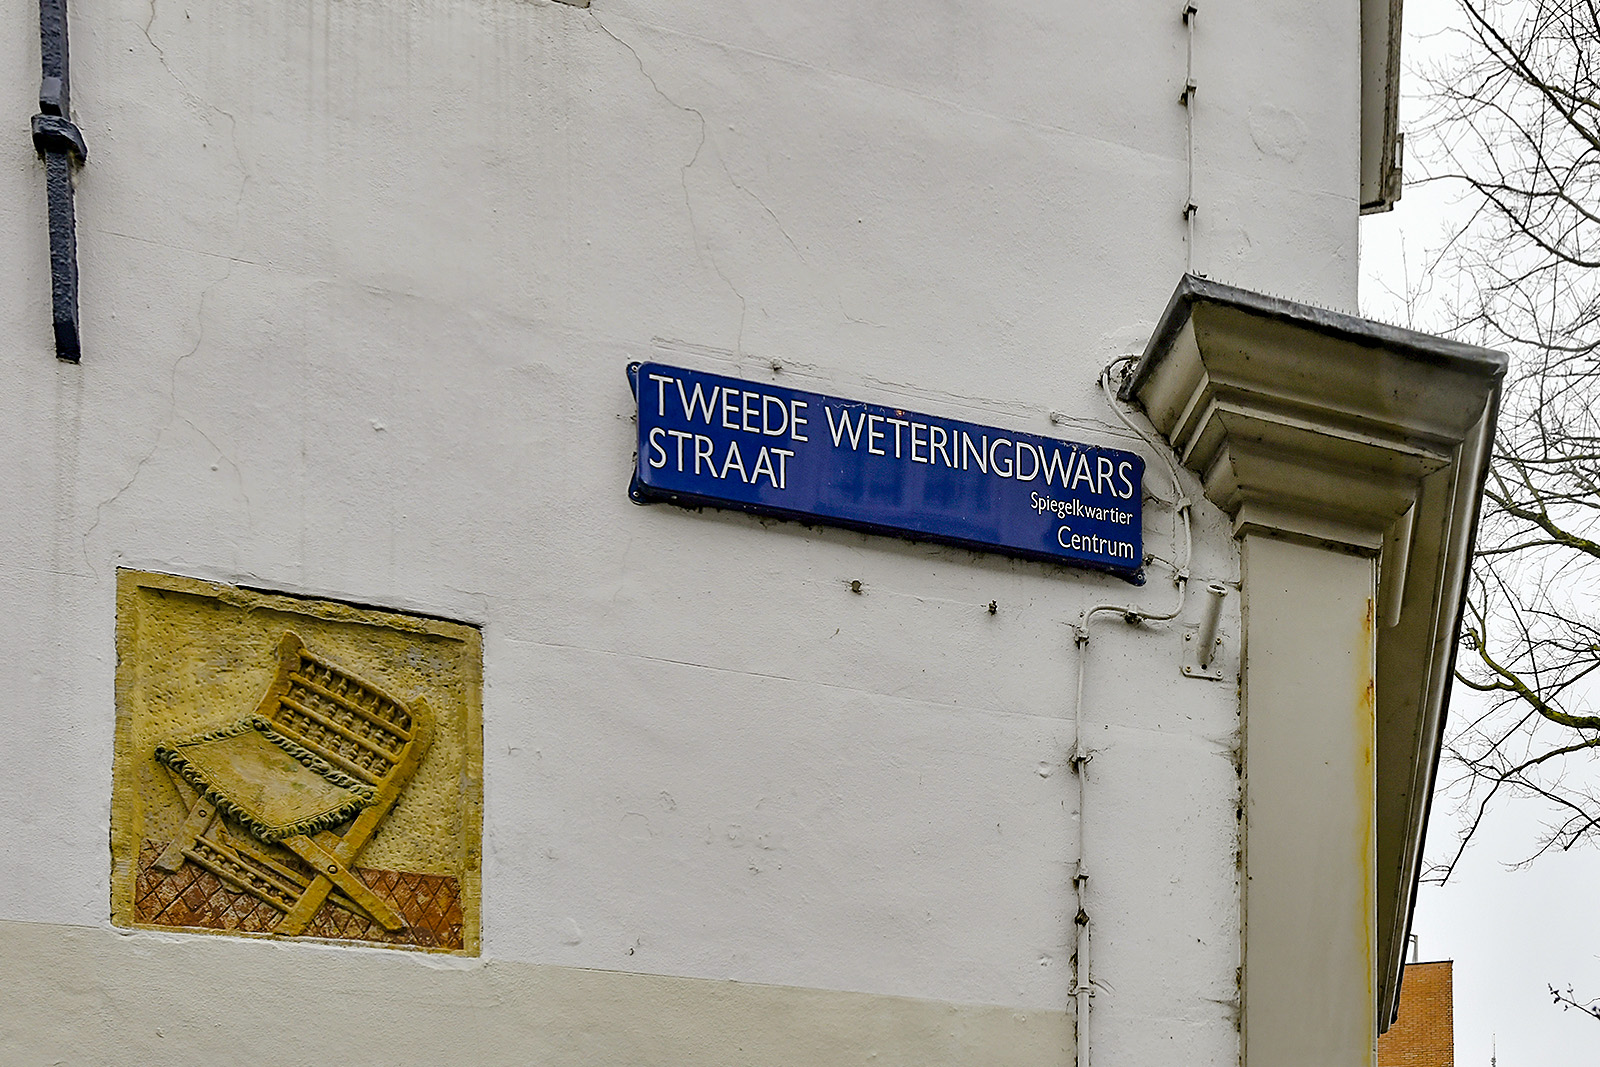 TWEEDE WETERINGDWARS
STRAAT
Spiegelkwartier
Centrum